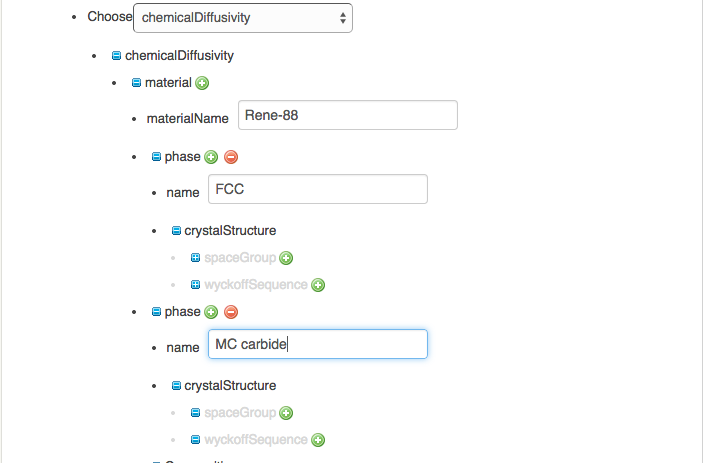 Choose chemicalDiffusivity
chemicalDiffusivity
material
materialName Rene-88
phase
name FCC
crystalStructure
spaceGroup
wyckoffSequence
phase
name MC carbide
crystalStructure
spaceGroup
wyckoffSequence